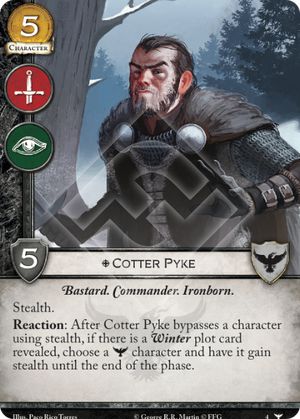 5
CHARACTER
5
COTTER PYKE
Bastard. Commander. Ironborn.
Stealth.
Reaction: After Cotter Pyke bypasses a character
using stealth, if there is a Winter plot card
revealed, choose a character and have it gain
stealth until the end of the phase.
Illus. Paco Rico Torres © George R.R. Martin © FFG 4